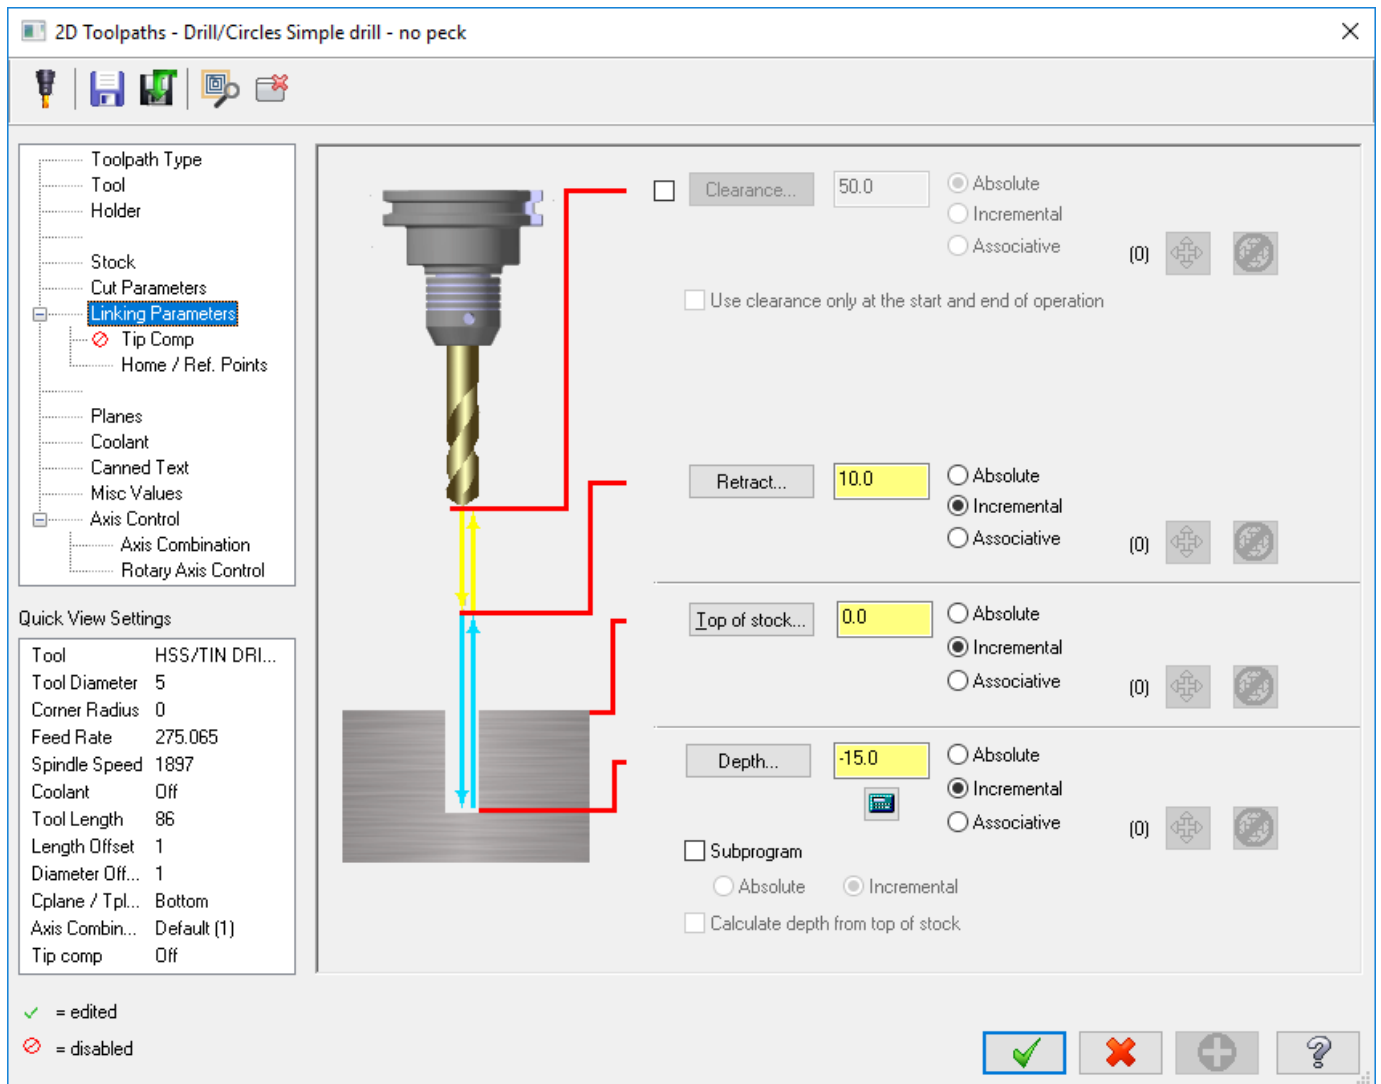 2D Toolpaths - Drill/Circles Simple drill - no peck
Toolpath Type
Tool
Holder
Stock
Cut Parameters
Linking Parameters
Tip Comp
Home / Ref. Points
Planes
Coolant
Canned Text
Misc Values
Axis Control
Axis Combination
Rotary Axis Control
Quick View Settings
Tool HSS/TIN DRI...
Tool Diameter 5
Corner Radius 0
Feed Rate 275.065
Spindle Speed 1897
Coolant Off
Tool Length 86
Length Offset 1
Diameter Off... 1
Cplane / Tpl... Bottom
Axis Combin... Default (1)
Tip comp Off
= edited
= disabled
Clearance... 50.0
Absolute
Incremental
Associative
(0)
Use clearance only at the start and end of operation
Retract... 10.0
Absolute
Incremental
Associative
(0)
Top of stock... 0.0
Absolute
Incremental
Associative
(0)
Depth... -15.0
Absolute
Incremental
Associative
(0)
Subprogram
Absolute Incremental
Calculate depth from top of stock